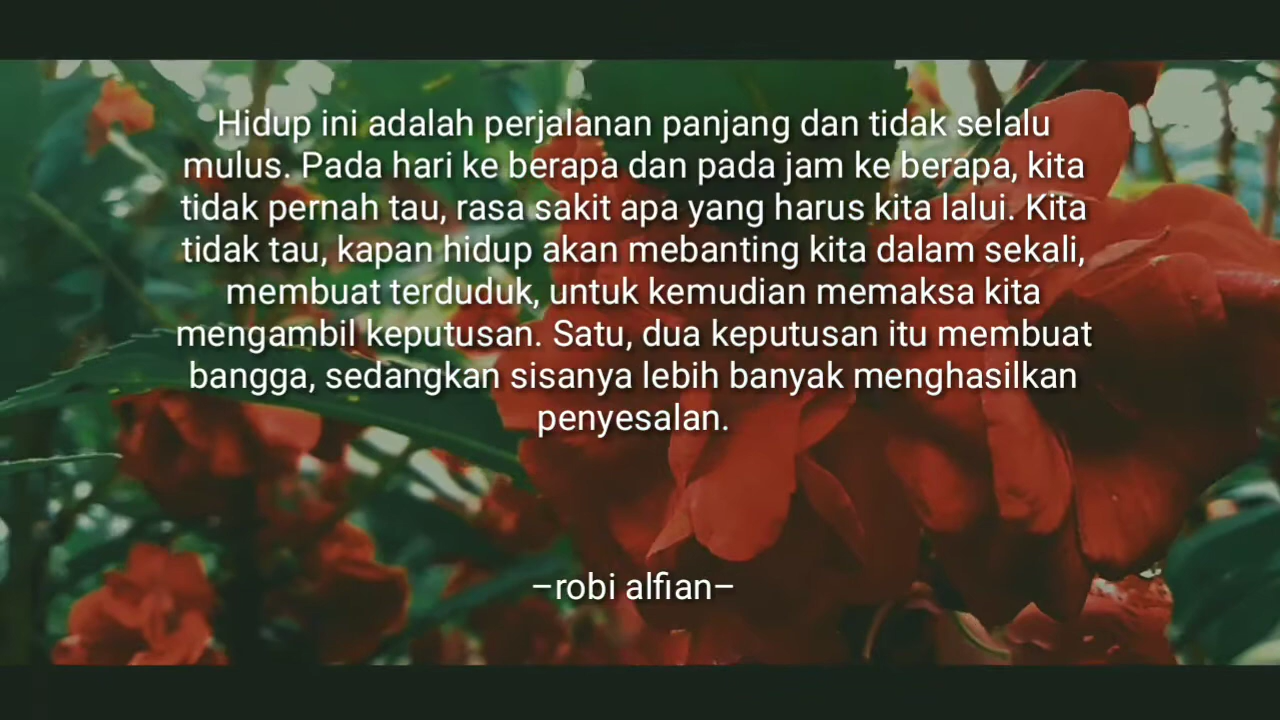 Hidup ini adalah perjalanan panjang dan tidak selalu
mulus. Pada hari ke berapa dan pada jam ke berapa, kita
tidak pernah tau, rasa sakit apa yang harus kita lalui. Kita
tidak tau, kapan hidup akan mebanting kita dalam sekali,
membuat terduduk, untuk kemudian memaksa kita
mengambil keputusan. Satu, dua keputusan itu membuat
bangga, sedangkan sisanya lebih banyak menghasilkan
penyesalan.
–robi alfian–